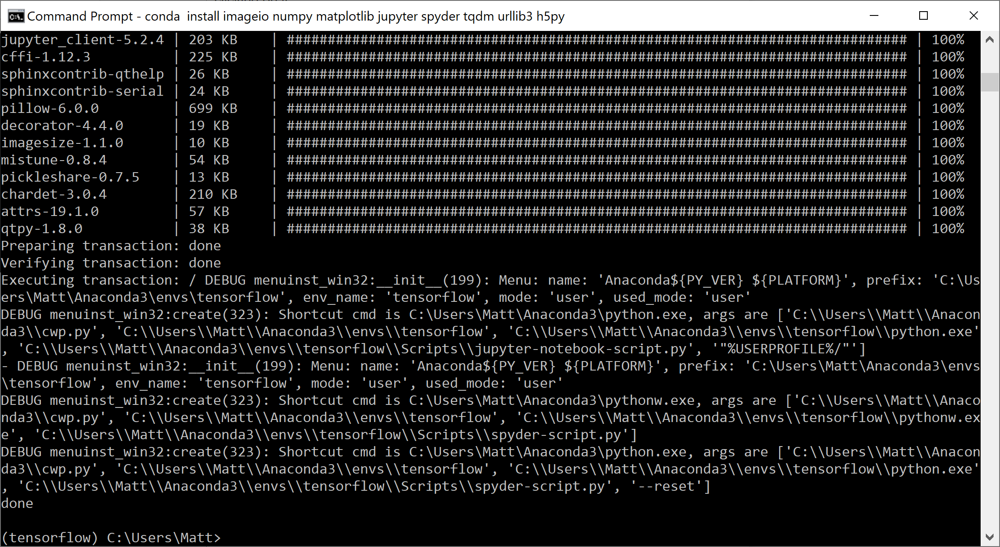 Command Prompt - conda  install imageio numpy matplotlib jupyter spyder tqdm urllib3 h5py
jupyter_client-5.2.4 | 203 KB    | ############################################################################ | 100%
cffi-1.12.3          | 225 KB    | ############################################################################ | 100%
sphinxcontrib-qthelp | 26 KB     | ############################################################################ | 100%
sphinxcontrib-serial | 24 KB     | ############################################################################ | 100%
pillow-6.0.0         | 699 KB    | ############################################################################ | 100%
decorator-4.4.0      | 19 KB     | ############################################################################ | 100%
imagesize-1.1.0      | 10 KB     | ############################################################################ | 100%
mistune-0.8.4        | 54 KB     | ############################################################################ | 100%
pickleshare-0.7.5    | 13 KB     | ############################################################################ | 100%
chardet-3.0.4        | 210 KB    | ############################################################################ | 100%
attrs-19.1.0         | 57 KB     | ############################################################################ | 100%
qtpy-1.8.0           | 38 KB     | ############################################################################ | 100%
Preparing transaction: done
Verifying transaction: done
Executing transaction: / DEBUG menuinst_win32:__init__(199): Menu: name: 'Anaconda${PY_VER} ${PLATFORM}', prefix: 'C:\Us
ers\Matt\Anaconda3\envs\tensorflow', env_name: 'tensorflow', mode: 'user', used_mode: 'user'
DEBUG menuinst_win32:create(323): Shortcut cmd is C:\Users\Matt\Anaconda3\python.exe, args are ['C:\\Users\\Matt\\Anacon
da3\\cwp.py', 'C:\\Users\\Matt\\Anaconda3\\envs\\tensorflow', 'C:\\Users\\Matt\\Anaconda3\\envs\\tensorflow\\python.exe'
, 'C:\\Users\\Matt\\Anaconda3\\envs\\tensorflow\\Scripts\\jupyter-notebook-script.py', '"%USERPROFILE%/"']
- DEBUG menuinst_win32:__init__(199): Menu: name: 'Anaconda${PY_VER} ${PLATFORM}', prefix: 'C:\Users\Matt\Anaconda3\envs
\tensorflow', env_name: 'tensorflow', mode: 'user', used_mode: 'user'
DEBUG menuinst_win32:create(323): Shortcut cmd is C:\Users\Matt\Anaconda3\pythonw.exe, args are ['C:\\Users\\Matt\\Anaco
nda3\\cwp.py', 'C:\\Users\\Matt\\Anaconda3\\envs\\tensorflow', 'C:\\Users\\Matt\\Anaconda3\\envs\\tensorflow\\pythonw.ex
e', 'C:\\Users\\Matt\\Anaconda3\\envs\\tensorflow\\Scripts\\spyder-script.py']
DEBUG menuinst_win32:create(323): Shortcut cmd is C:\Users\Matt\Anaconda3\python.exe, args are ['C:\\Users\\Matt\\Anacon
da3\\cwp.py', 'C:\\Users\\Matt\\Anaconda3\\envs\\tensorflow', 'C:\\Users\\Matt\\Anaconda3\\envs\\tensorflow\\python.exe'
, 'C:\\Users\\Matt\\Anaconda3\\envs\\tensorflow\\Scripts\\spyder-script.py', '--reset']
done
(tensorflow) C:\Users\Matt>